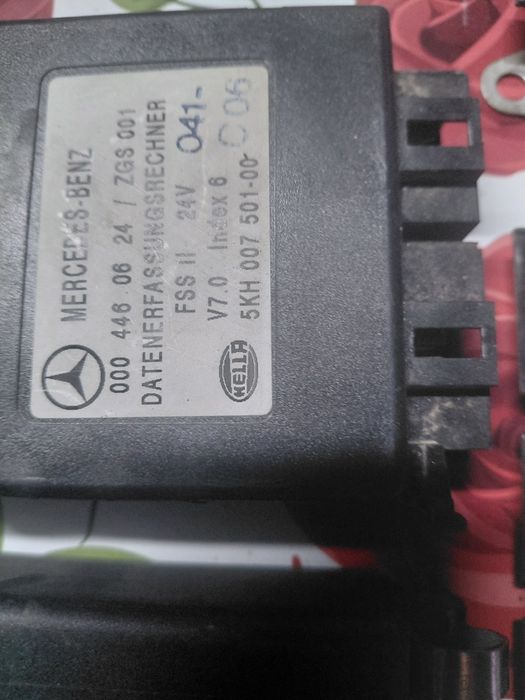 MERCEDES-BENZ
000 446 06 24 / ZGS 001
DATENERFASSUNGSRECHNER
FSS II 24V 041-
V7.0 Index 6 C 06
5KH 007 501-00
HELLA